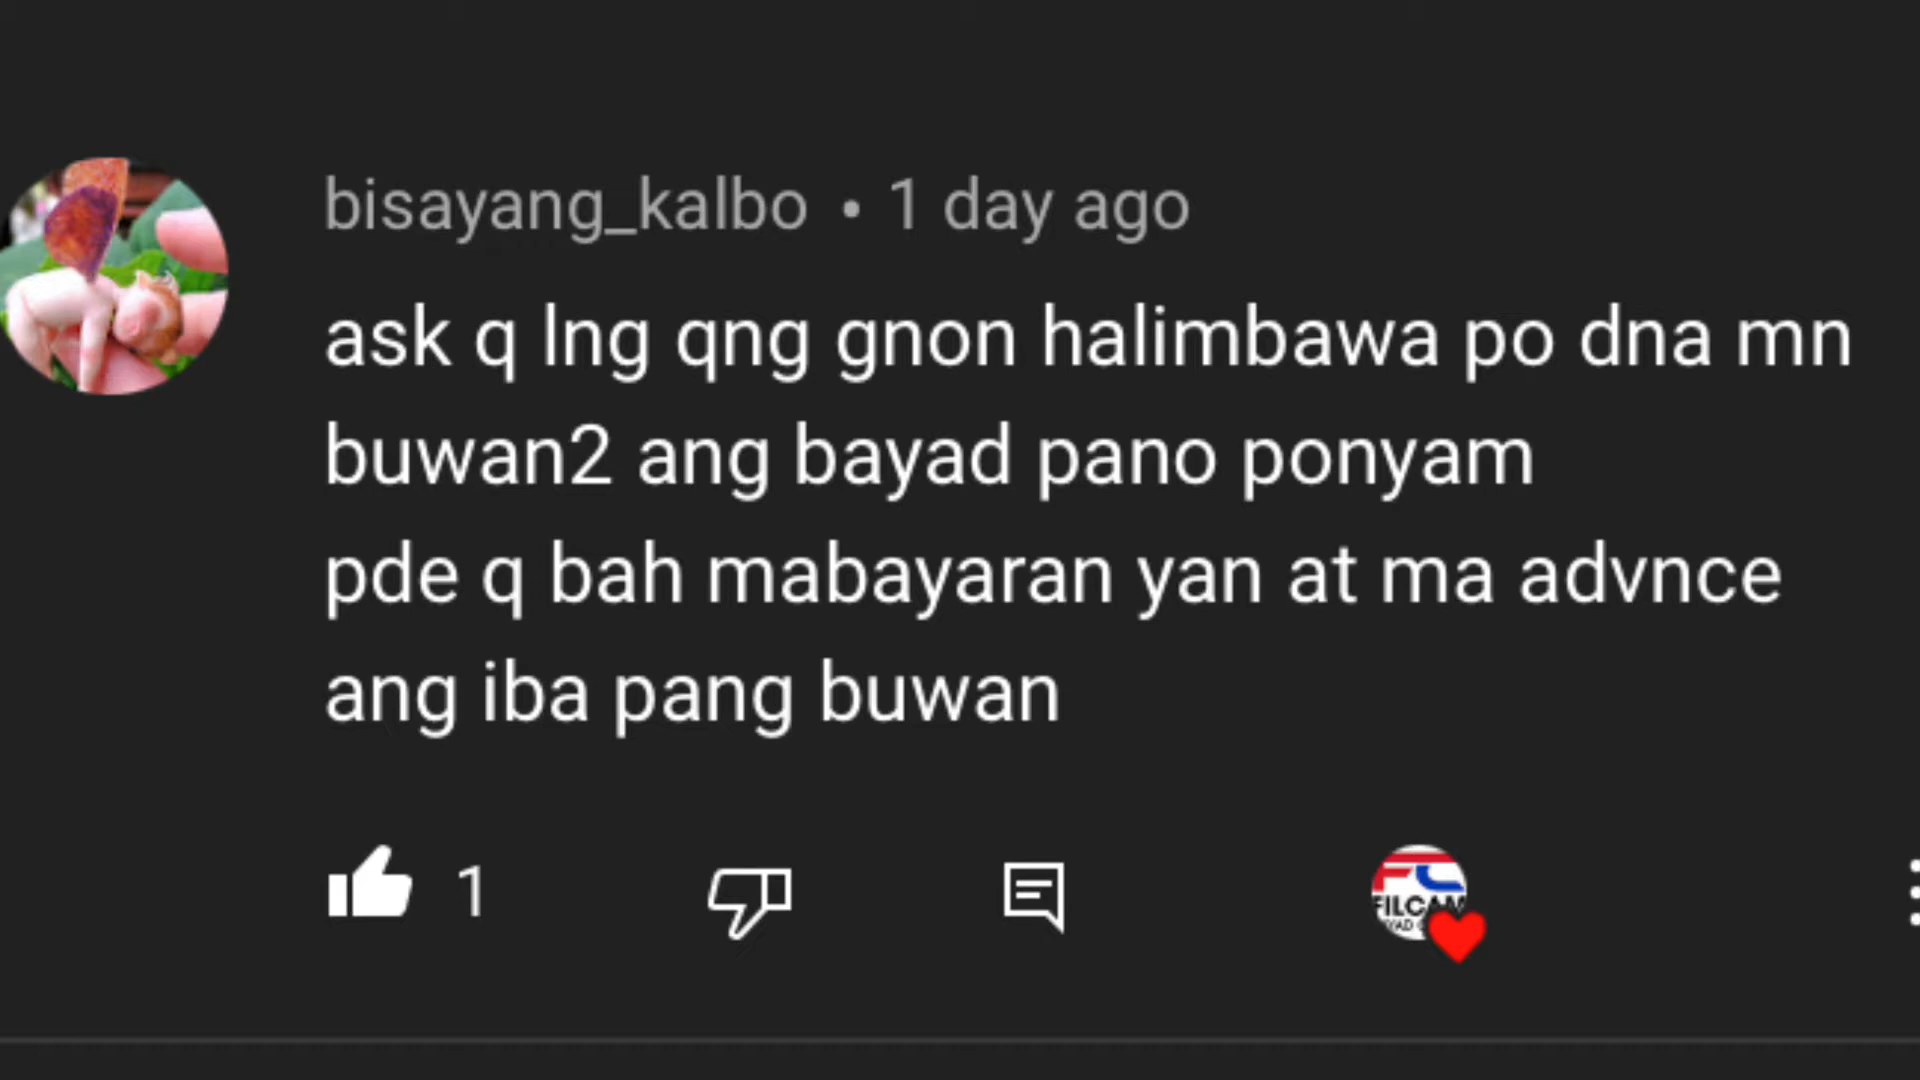 bisayang_kalbo • 1 day ago
ask q lng qng gnon halimbawa po dna mn
buwan2 ang bayad pano ponyam
pde q bah mabayaran yan at ma advnce
ang iba pang buwan
1
FC